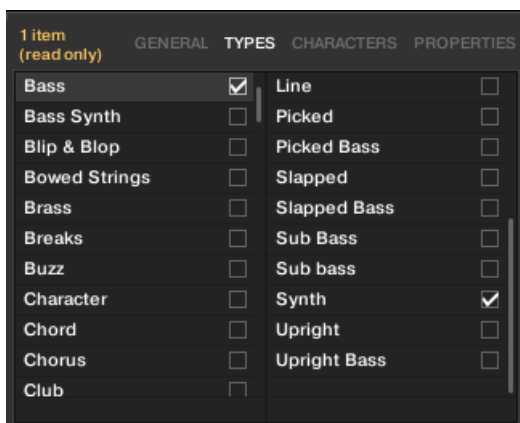 1 item
(read only)
GENERAL TYPES CHARACTERS PROPERTIES
Bass
Bass Synth
Blip & Blop
Bowed Strings
Brass
Breaks
Buzz
Character
Chord
Chorus
Club
Line
Picked
Picked Bass
Slapped
Slapped Bass
Sub Bass
Sub bass
Synth
Upright
Upright Bass